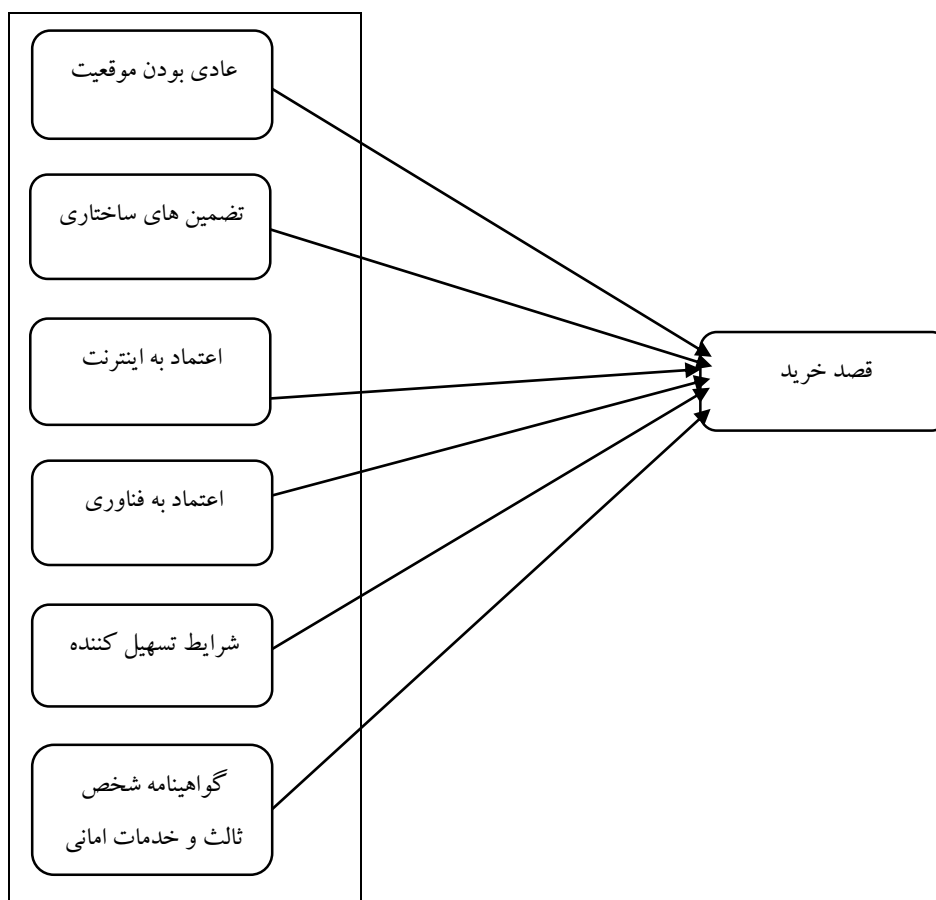 عادی بودن موقعیت
تضمین های ساختاری
اعتماد به اینترنت
اعتماد به فناوری
شرایط تسهیل کننده
گواهینامه شخص
ثالث و خدمات امانی
قصد خرید